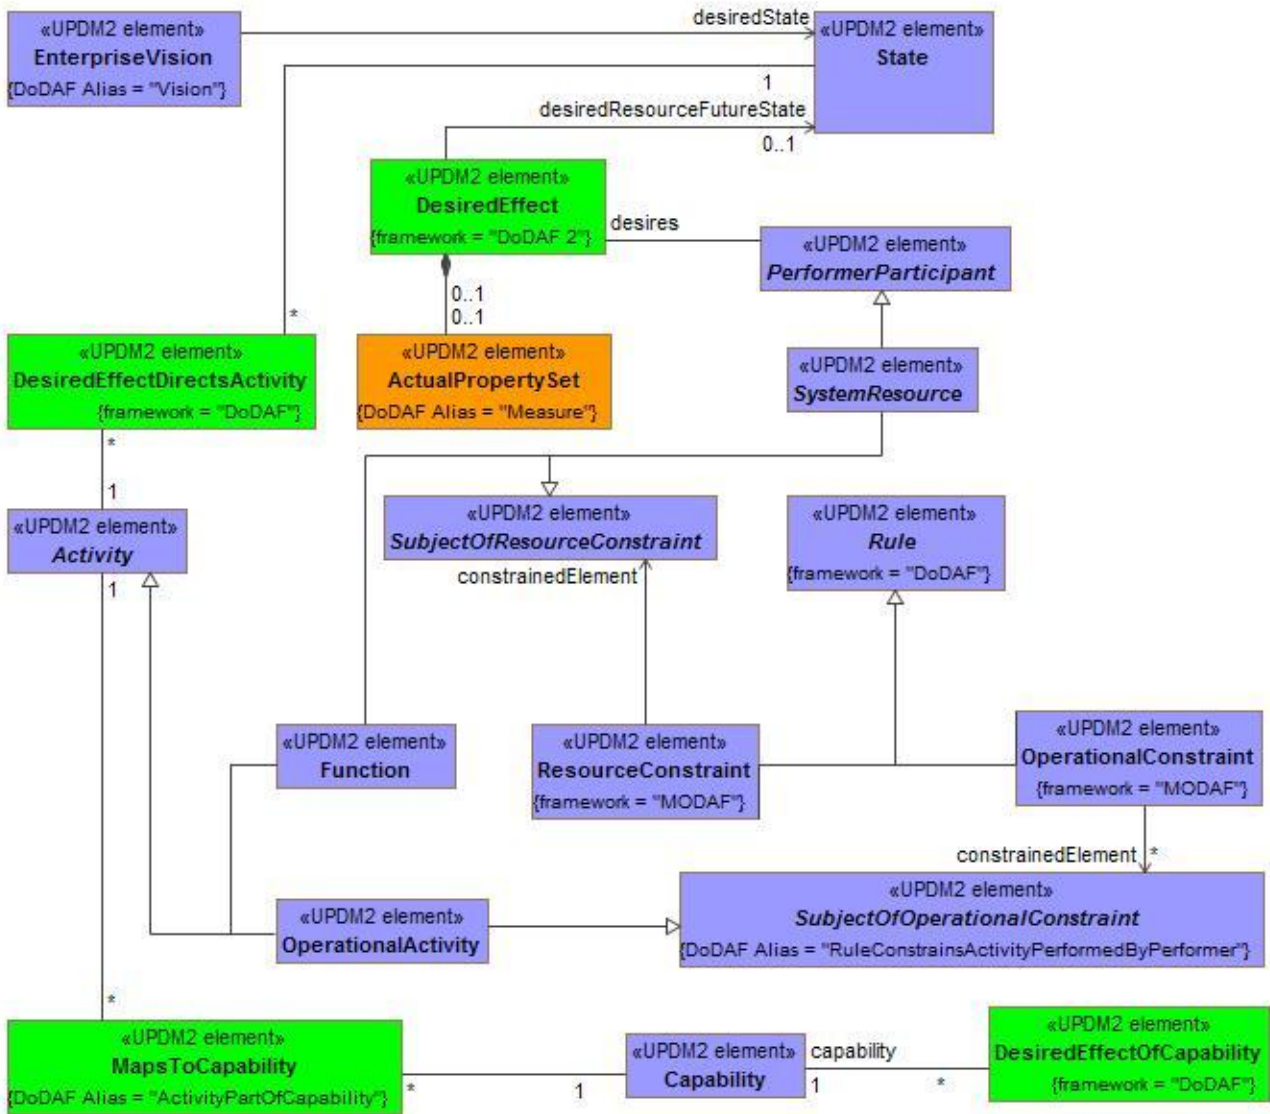 «UPDM2 element»
EnterpriseVision
{DoDAF Alias = "Vision"}
desiredState
«UPDM2 element»
State
1
desiredResourceFutureState
0..1
«UPDM2 element»
DesiredEffect
{framework = "DoDAF 2"}
desires
«UPDM2 element»
PerformerParticipant
0..1
0..1
*
«UPDM2 element»
DesiredEffectDirectsActivity
{framework = "DoDAF"}
«UPDM2 element»
ActualPropertySet
{DoDAF Alias = "Measure"}
«UPDM2 element»
SystemResource
*
1
«UPDM2 element»
Activity
1
«UPDM2 element»
SubjectOfResourceConstraint
constrainedElement
«UPDM2 element»
Rule
{framework = "DoDAF"}
«UPDM2 element»
Function
«UPDM2 element»
ResourceConstraint
{framework = "MODAF"}
«UPDM2 element»
OperationalConstraint
{framework = "MODAF"}
constrainedElement *
«UPDM2 element»
OperationalActivity
«UPDM2 element»
SubjectOfOperationalConstraint
{DoDAF Alias = "RuleConstrainsActivityPerformedByPerformer"}
*
«UPDM2 element»
MapsToCapability
{DoDAF Alias = "ActivityPartOfCapability"}
*
1
«UPDM2 element»
Capability
capability
1
*
«UPDM2 element»
DesiredEffectOfCapability
{framework = "DoDAF"}